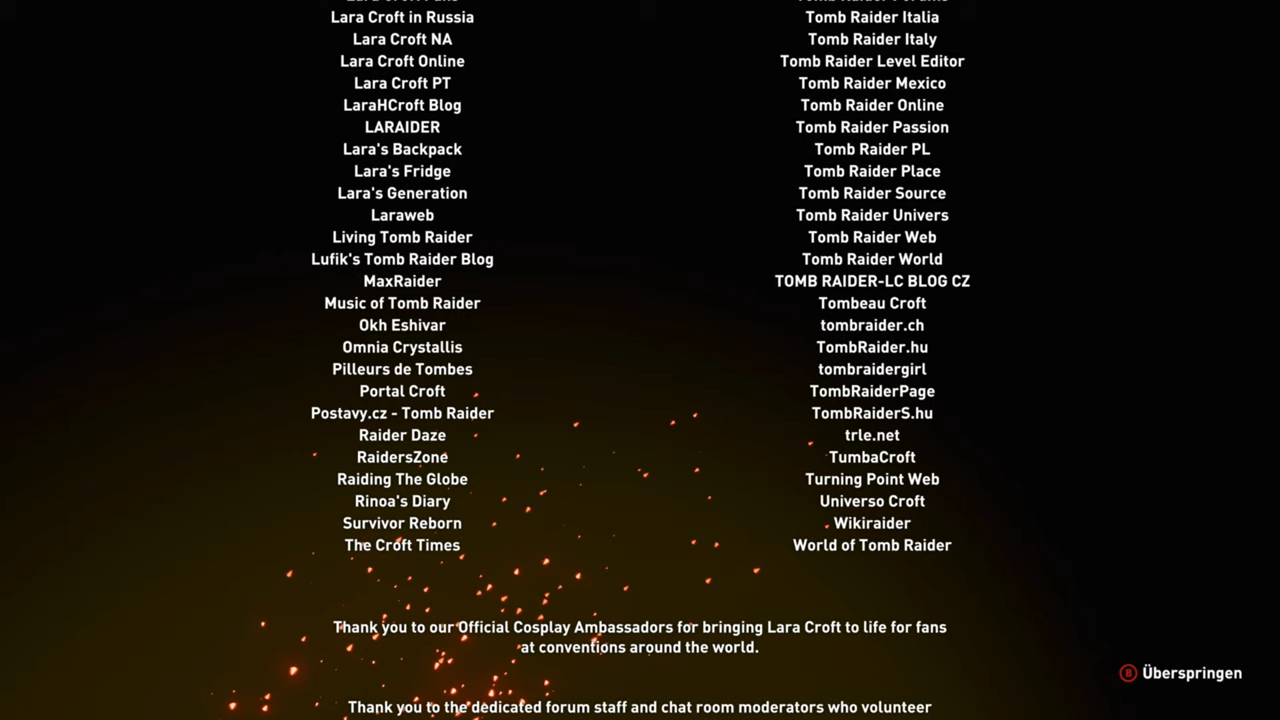 Lara Croft in Russia
Lara Croft NA
Lara Croft Online
Lara Croft PT
LaraHCroft Blog
LARAIDER
Lara's Backpack
Lara's Fridge
Lara's Generation
Laraweb
Living Tomb Raider
Lufik's Tomb Raider Blog
MaxRaider
Music of Tomb Raider
Okh Eshivar
Omnia Crystallis
Pilleurs de Tombes
Portal Croft
Postavy.cz - Tomb Raider
Raider Daze
RaidersZone
Raiding The Globe
Rinoa's Diary
Survivor Reborn
The Croft Times
Tomb Raider Italia
Tomb Raider Italy
Tomb Raider Level Editor
Tomb Raider Mexico
Tomb Raider Online
Tomb Raider Passion
Tomb Raider PL
Tomb Raider Place
Tomb Raider Source
Tomb Raider Univers
Tomb Raider Web
Tomb Raider World
TOMB RAIDER-LC BLOG CZ
Tombeau Croft
tombraider.ch
TombRaider.hu
tombraidergirl
TombRaiderPage
TombRaiderS.hu
trle.net
TumbaCroft
Turning Point Web
Universo Croft
Wikiraider
World of Tomb Raider
Thank you to our Official Cosplay Ambassadors for bringing Lara Croft to life for fans
at conventions around the world.
B Überspringen
Thank you to the dedicated forum staff and chat room moderators who volunteer